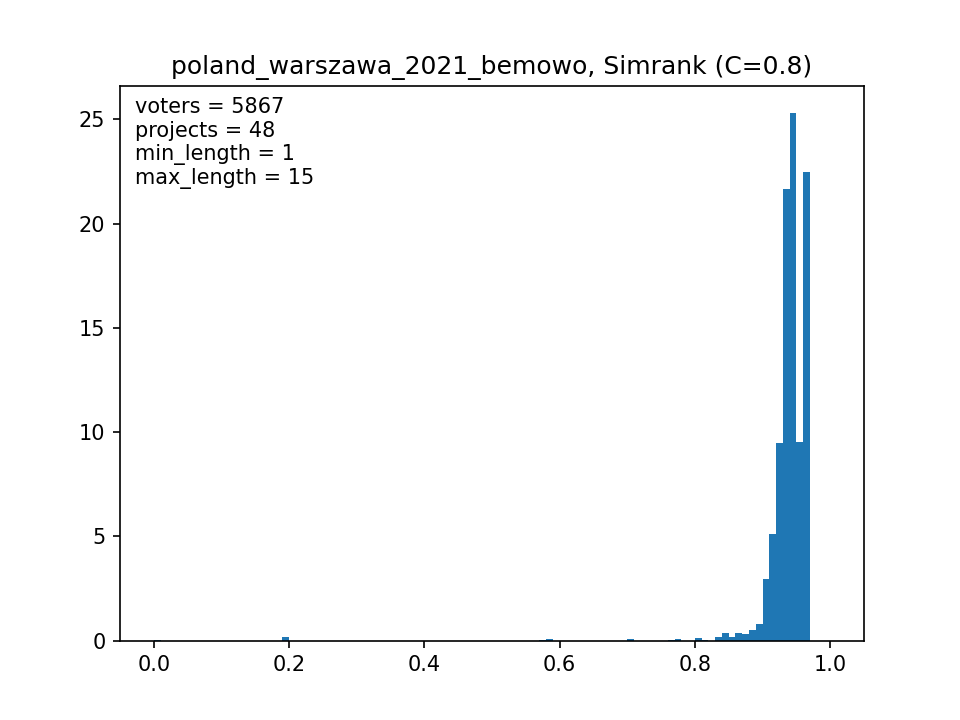 poland_warszawa_2021_bemowo, Simrank (C=0.8)
voters = 5867
projects = 48
min_length = 1
max_length = 15
25
20
15
10
5
0
0.0 0.2 0.4 0.6 0.8 1.0